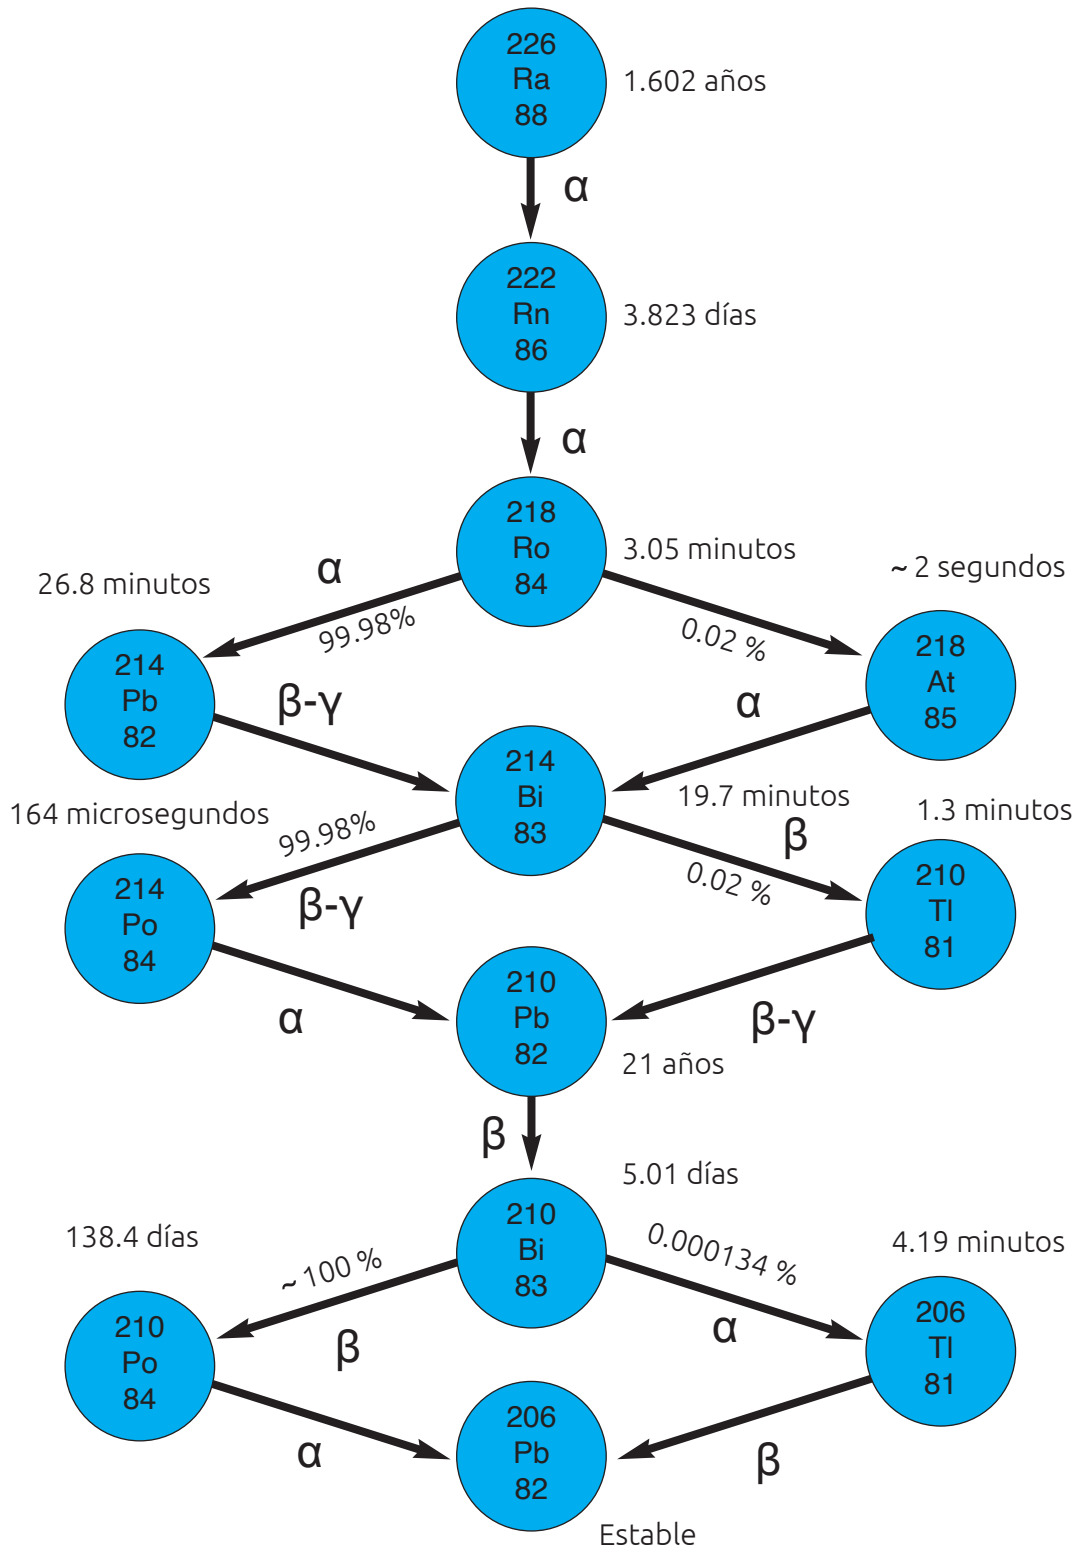 226
Ra
88
1.602 años
α
222
Rn
86
3.823 días
α
218
Ro
84
3.05 minutos
~ 2 segundos
26.8 minutos
α
99.98%
0.02 %
214
Pb
82
218
At
85
β-γ
α
214
Bi
83
19.7 minutos
1.3 minutos
164 microsegundos
99.98%
β
0.02 %
214
Po
84
β-γ
210
Tl
81
α
210
Pb
82
β-γ
21 años
β
5.01 días
210
Bi
83
138.4 días
~ 100 %
0.000134 %
4.19 minutos
210
Po
84
β
α
206
Tl
81
α
206
Pb
82
β
Estable